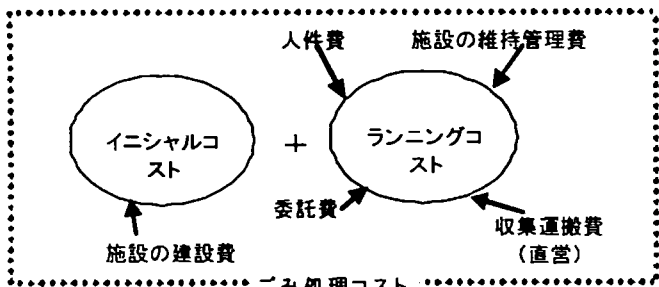 人件費 施設の維持管理費
イニシャルコ
スト
+
ランニングコ
スト
委託費
収集運搬費
(直営)
施設の建設費
ごみ処理コスト